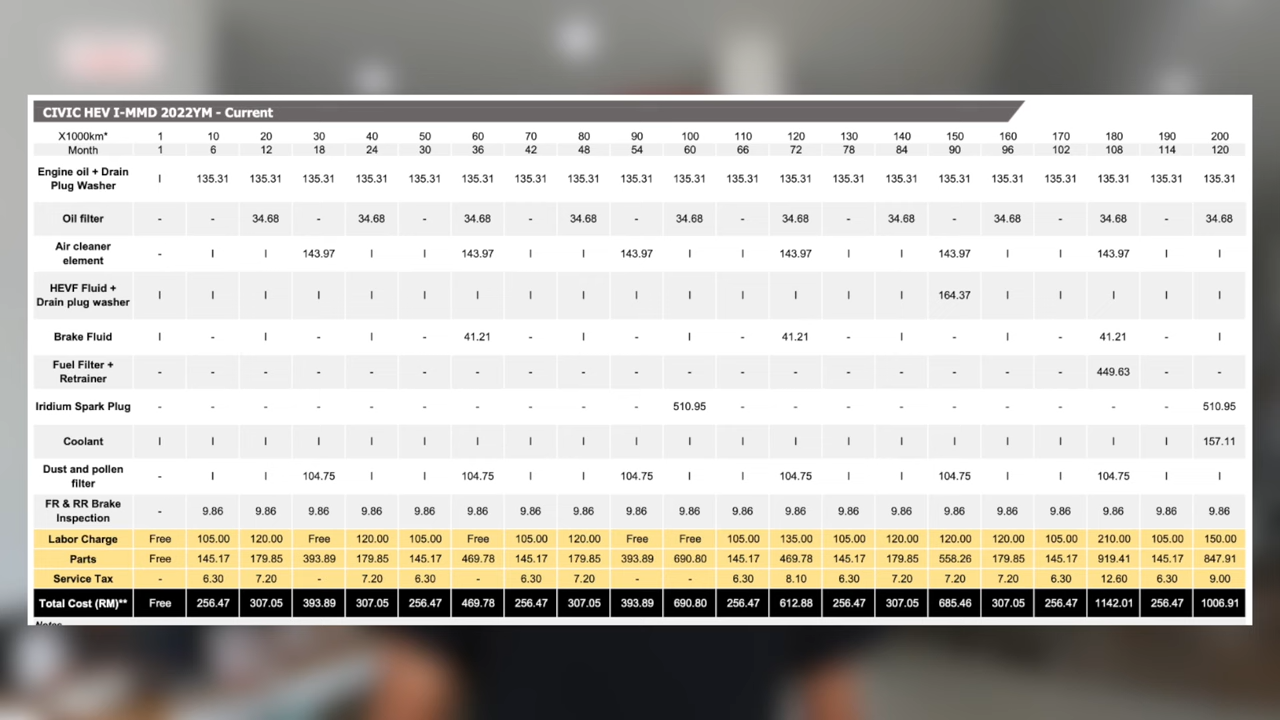 CIVIC HEV I-MMD 2022YM - Current
X1000km* 1 10 20 30 40 50 60 70 80 90 100 110 120 130 140 150 160 170 180 190 200
Month 1 6 12 18 24 30 36 42 48 54 60 66 72 78 84 90 96 102 108 114 120
Engine oil + Drain
Plug Washer I 135.31 135.31 135.31 135.31 135.31 135.31 135.31 135.31 135.31 135.31 135.31 135.31 135.31 135.31 135.31 135.31 135.31 135.31 135.31 135.31
Oil filter - - 34.68 - 34.68 - 34.68 - 34.68 - 34.68 - 34.68 - 34.68 - 34.68 - 34.68 - 34.68
Air cleaner
element - I I 143.97 I I 143.97 I I 143.97 I I 143.97 I I 143.97 I I 143.97 I I
HEVF Fluid +
Drain plug washer I I I I I I I I I I I I I I I 164.37 I I I I I
Brake Fluid I - I - I - 41.21 - I - I - 41.21 - I - I - 41.21 - I
Fuel Filter +
Retrainer - - - - - - - - - - - - - - - - - - 449.63 - -
Iridium Spark Plug - - - - - - - - - - 510.95 - - - - - - - - - 510.95
Coolant I I I I I I I I I I I I I I I I I I I I 157.11
Dust and pollen
filter - I I 104.75 I I 104.75 I I 104.75 I I 104.75 I I 104.75 I I 104.75 I I
FR & RR Brake
Inspection - 9.86 9.86 9.86 9.86 9.86 9.86 9.86 9.86 9.86 9.86 9.86 9.86 9.86 9.86 9.86 9.86 9.86 9.86 9.86 9.86
Labor Charge Free 105.00 120.00 Free 120.00 105.00 Free 105.00 120.00 Free Free 105.00 135.00 105.00 120.00 120.00 120.00 105.00 210.00 105.00 150.00
Parts Free 145.17 179.85 393.89 179.85 145.17 469.78 145.17 179.85 393.89 690.80 145.17 469.78 145.17 179.85 558.26 179.85 145.17 919.41 145.17 847.91
Service Tax - 6.30 7.20 - 7.20 6.30 - 6.30 7.20 - - 6.30 8.10 6.30 7.20 7.20 7.20 6.30 12.60 6.30 9.00
Total Cost (RM)** Free 256.47 307.05 393.89 307.05 256.47 469.78 256.47 307.05 393.89 690.80 256.47 612.88 256.47 307.05 685.46 307.05 256.47 1142.01 256.47 1006.91
Notes